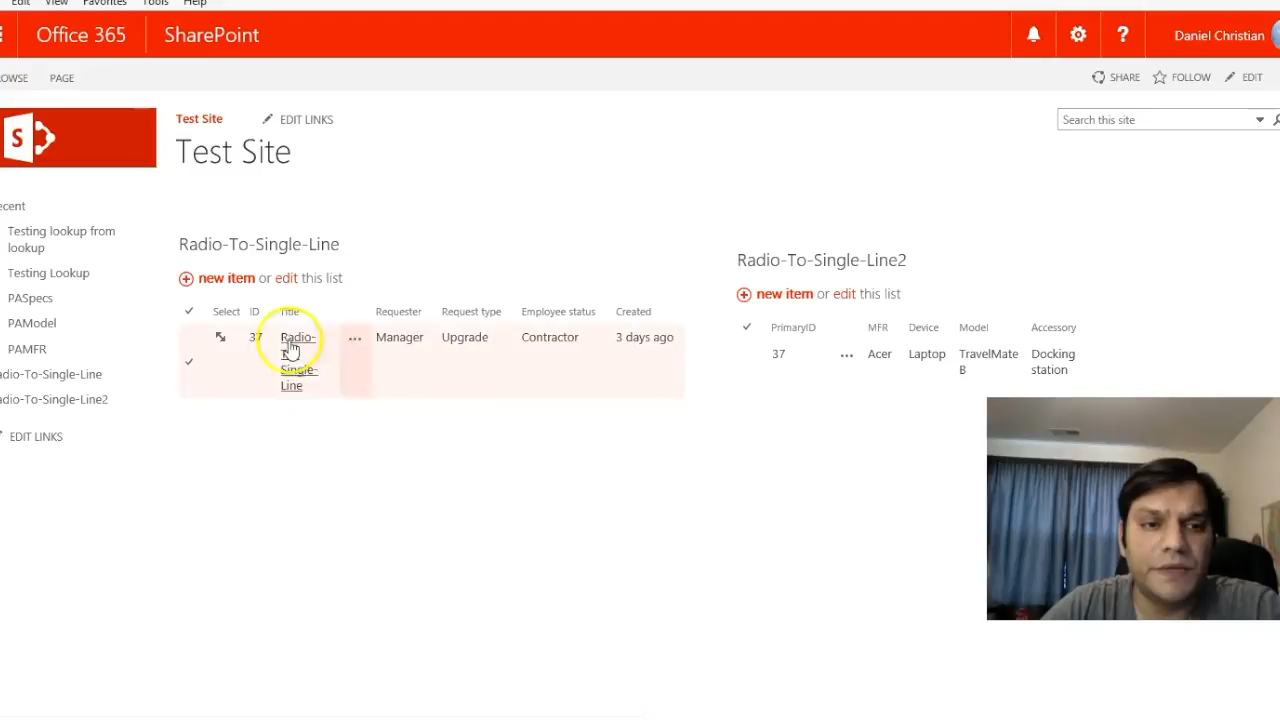 Edit View Favorites Tools Help
Office 365 SharePoint ? Daniel Christian
OWSE PAGE SHARE FOLLOW EDIT
S
Test Site EDIT LINKS
Search this site
Test Site
ecent
Testing lookup from
lookup
Testing Lookup
PASpecs
PAModel
PAMFR
adio-To-Single-Line
adio-To-Single-Line2
EDIT LINKS
Radio-To-Single-Line
new item or edit this list
Select ID Title Requester Request type Employee status Created
37 Radio- ... Manager Upgrade Contractor 3 days ago
Single-
Line
Radio-To-Single-Line2
new item or edit this list
PrimaryID MFR Device Model Accessory
37 ... Acer Laptop TravelMate Docking
B station